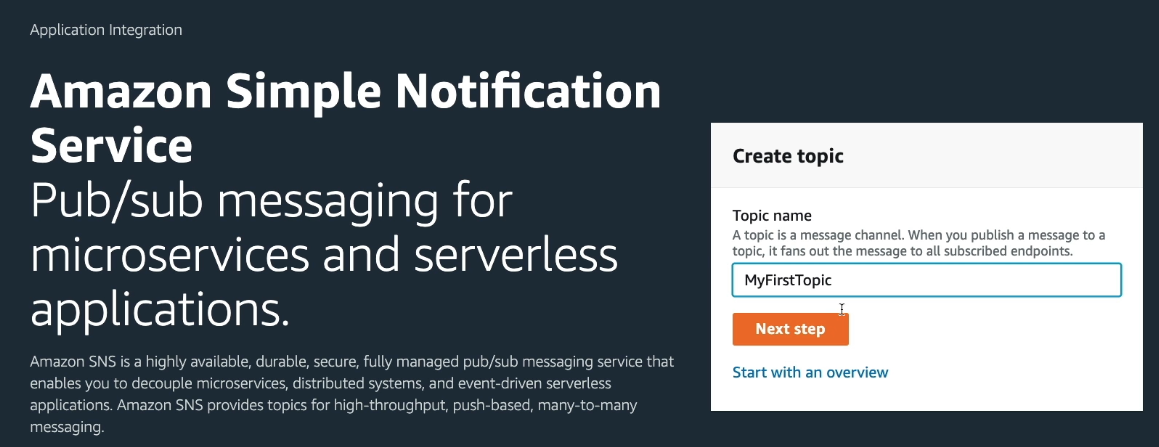 Application Integration
Amazon Simple Notification
Service
Pub/sub messaging for
microservices and serverless
applications.
Amazon SNS is a highly available, durable, secure, fully managed pub/sub messaging service that
enables you to decouple microservices, distributed systems, and event-driven serverless
applications. Amazon SNS provides topics for high-throughput, push-based, many-to-many
messaging.
Create topic
Topic name
A topic is a message channel. When you publish a message to a
topic, it fans out the message to all subscribed endpoints.
MyFirstTopic
Next step
Start with an overview